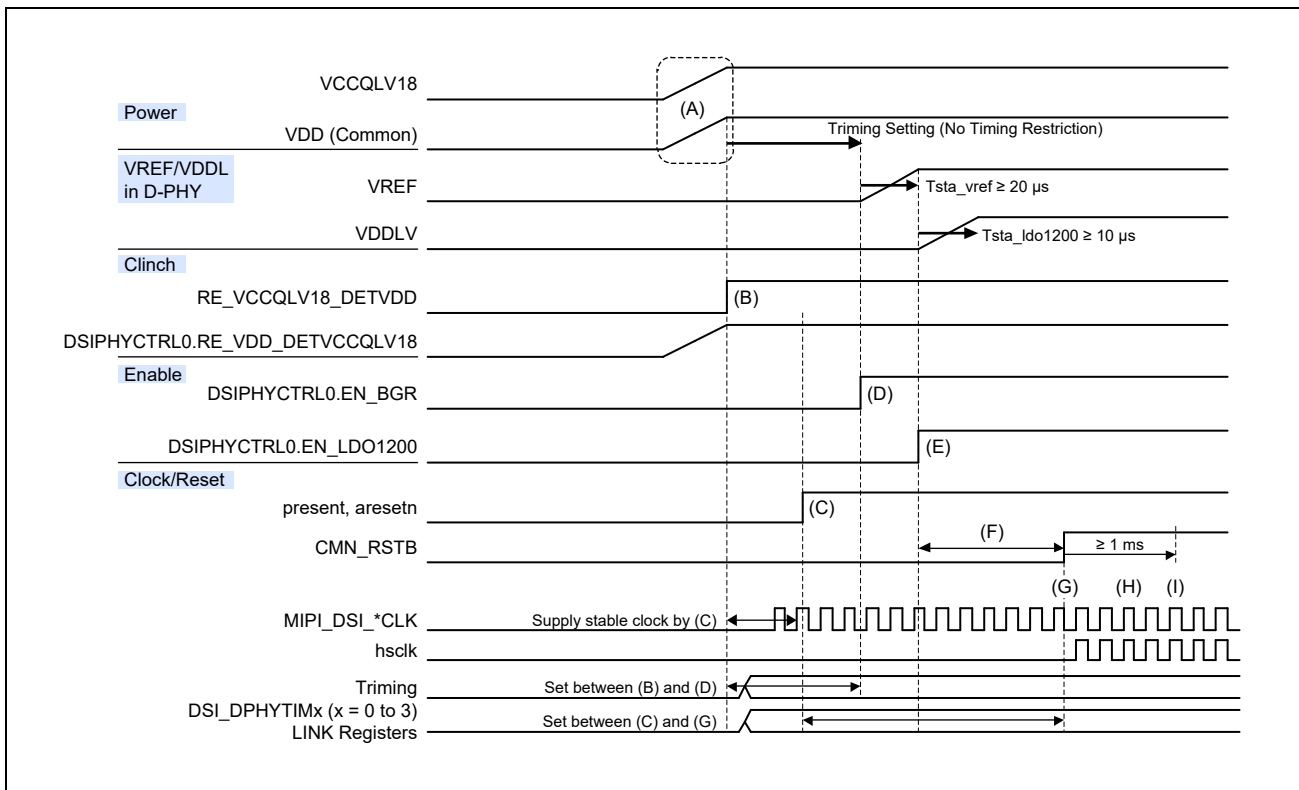 VCCQLV18
(A)
Power
VDD (Common)
Triming Setting (No Timing Restriction)
VREF/VDDL
in D-PHY
VREF
Tsta_vref ≥ 20 µs
VDDLV
Tsta_ldo1200 ≥ 10 µs
Clinch
RE_VCCQLV18_DETVDD
(B)
DSIPHYCTRL0.RE_VDD_DETVCCQLV18
Enable
DSIPHYCTRL0.EN_BGR
(D)
DSIPHYCTRL0.EN_LDO1200
(E)
Clock/Reset
present, aresetn
(C)
CMN_RSTB
(F)
≥ 1 ms
(G) (H) (I)
MIPI_DSI_*CLK
Supply stable clock by (C)
hsclk
Triming
Set between (B) and (D)
DSI_DPHYTIMx (x = 0 to 3)
LINK Registers
Set between (C) and (G)